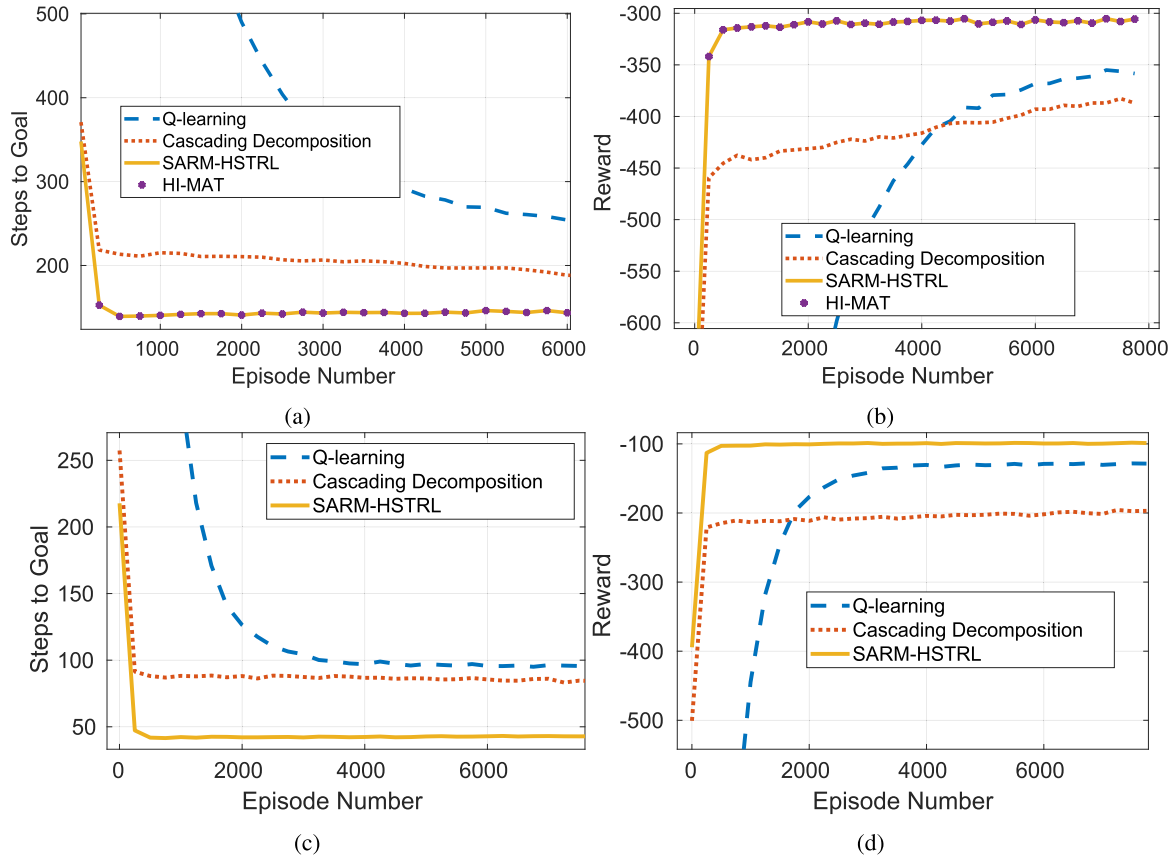 500
400
300
200
Steps to Goal
Q-learning
Cascading Decomposition
SARM-HSTRL
HI-MAT
1000 2000 3000 4000 5000 6000
Episode Number
(a)
-300
-350
-400
-450
-500
-550
-600
Reward
Q-learning
Cascading Decomposition
SARM-HSTRL
HI-MAT
0 2000 4000 6000 8000
Episode Number
(b)
250
200
150
100
50
Steps to Goal
Q-learning
Cascading Decomposition
SARM-HSTRL
0 2000 4000 6000
Episode Number
(c)
-100
-200
-300
-400
-500
Reward
Q-learning
Cascading Decomposition
SARM-HSTRL
0 2000 4000 6000
Episode Number
(d)